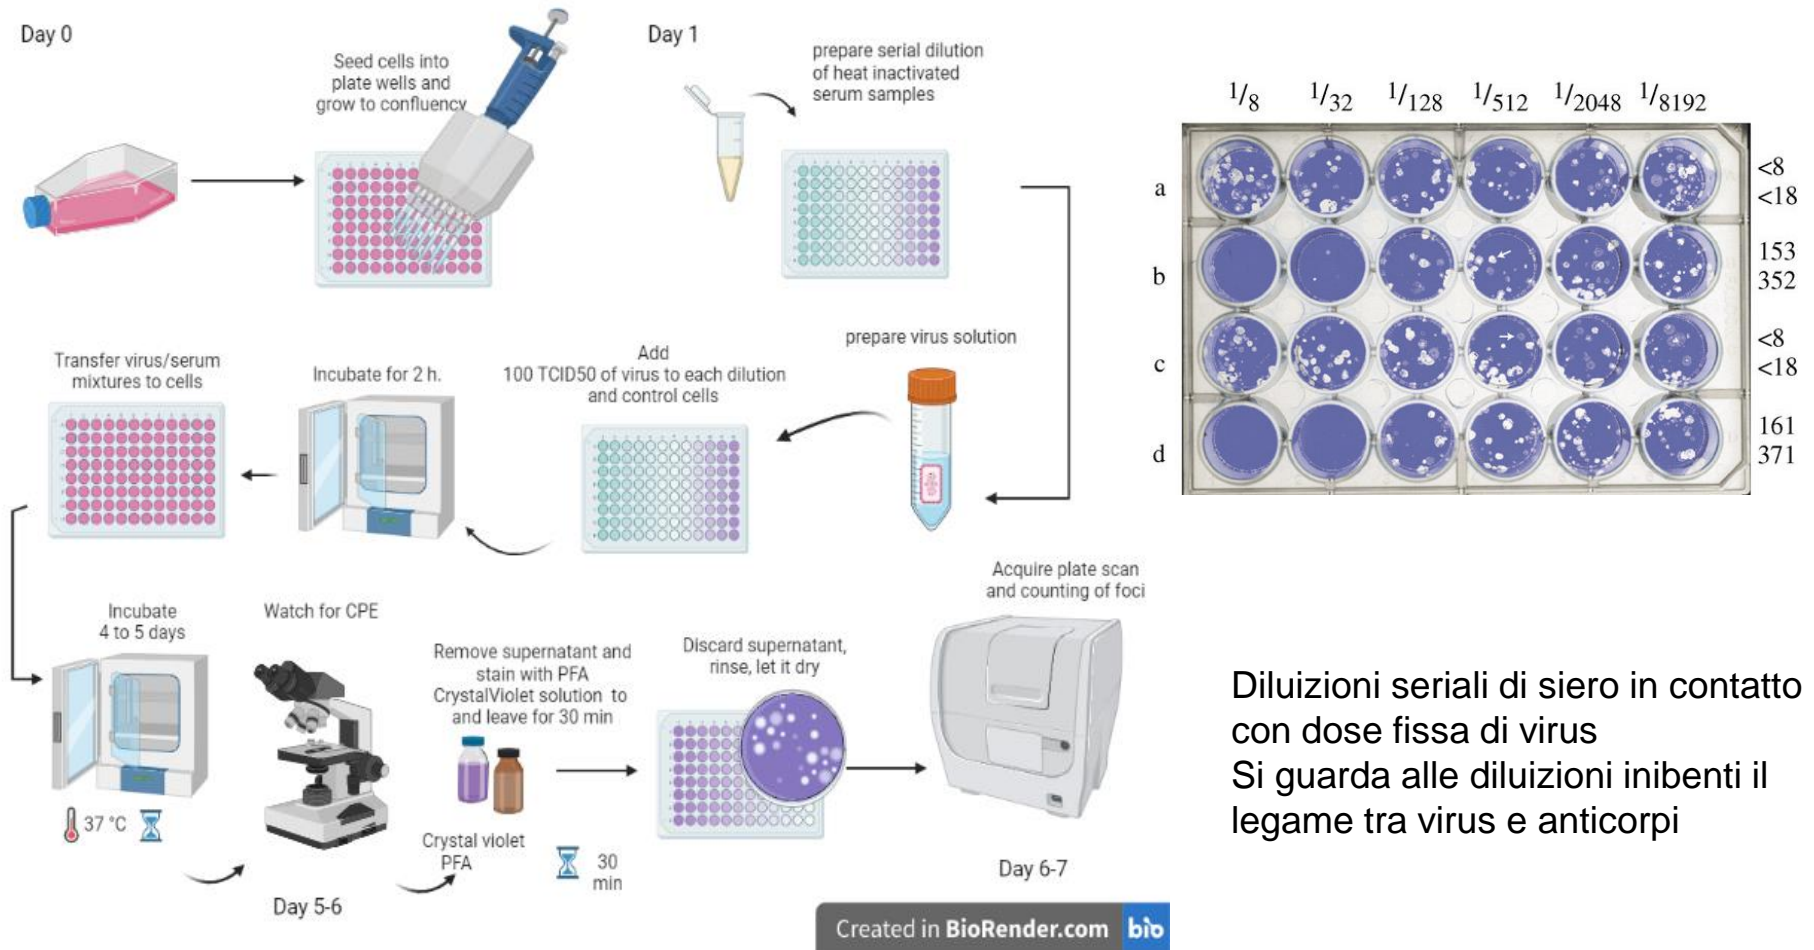 Day 0
Seed cells into
plate wells and
grow to confluency
Day 1
prepare serial dilution
of heat inactivated
serum samples
prepare virus solution
Add
100 TCID50 of virus to each dilution
and control cells
Incubate for 2 h.
Transfer virus/serum
mixtures to cells
Incubate
4 to 5 days
37 °C
Watch for CPE
Day 5-6
Remove supernatant and
stain with PFA
CrystalViolet solution to
and leave for 30 min
Crystal violet
PFA
30
min
Discard supernatant,
rinse, let it dry
Acquire plate scan
and counting of foci
Day 6-7
Created in BioRender.com bio
1/8 1/32 1/128 1/512 1/2048 1/8192
a
<8
<18
b
153
352
c
<8
<18
d
161
371
Diluizioni seriali di siero in contatto
con dose fissa di virus
Si guarda alle diluizioni inibenti il
legame tra virus e anticorpi